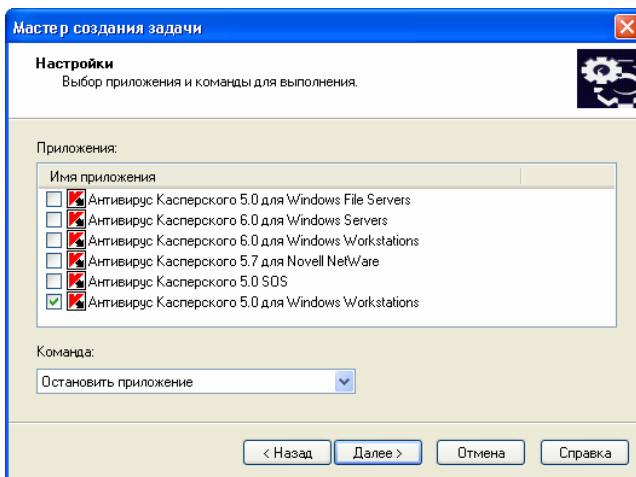 Мастер создания задачи
Настройки
Выбор приложения и команды для выполнения.
Приложения:
Имя приложения
Антивирус Касперского 5.0 для Windows File Servers
Антивирус Касперского 6.0 для Windows Servers
Антивирус Касперского 6.0 для Windows Workstations
Антивирус Касперского 5.7 для Novell NetWare
Антивирус Касперского 5.0 SOS
Антивирус Касперского 5.0 для Windows Workstations
Команда:
Остановить приложение
< Назад Далее > Отмена Справка